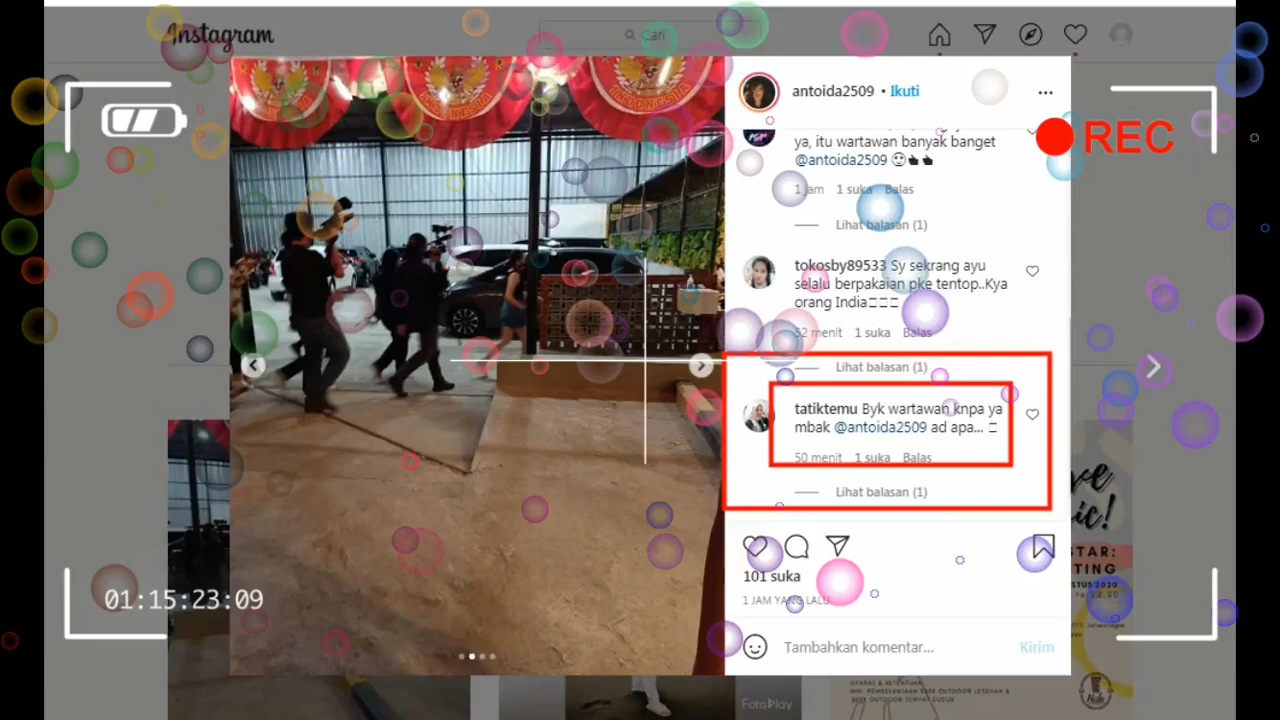 Instagram
Cari
INDONESIA
antoida2509 • Ikuti
REC
ya, itu wartawan banyak banget
@antoida2509
1 jam 1 suka Balas
Lihat balasan (1)
tokosby89533 Sy sekrang ayu
selalu berpakaian pke tentop..Kya
orang India
52 menit 1 suka Balas
Lihat balasan (1)
tatiktemu Byk wartawan knpa ya
mbak @antoida2509 ad apa...
50 menit 1 suka Balas
Lihat balasan (1)
101 suka
1 JAM YANG LALU
01:15:23:09
Tambahkan komentar... Kirim
FotoPlay